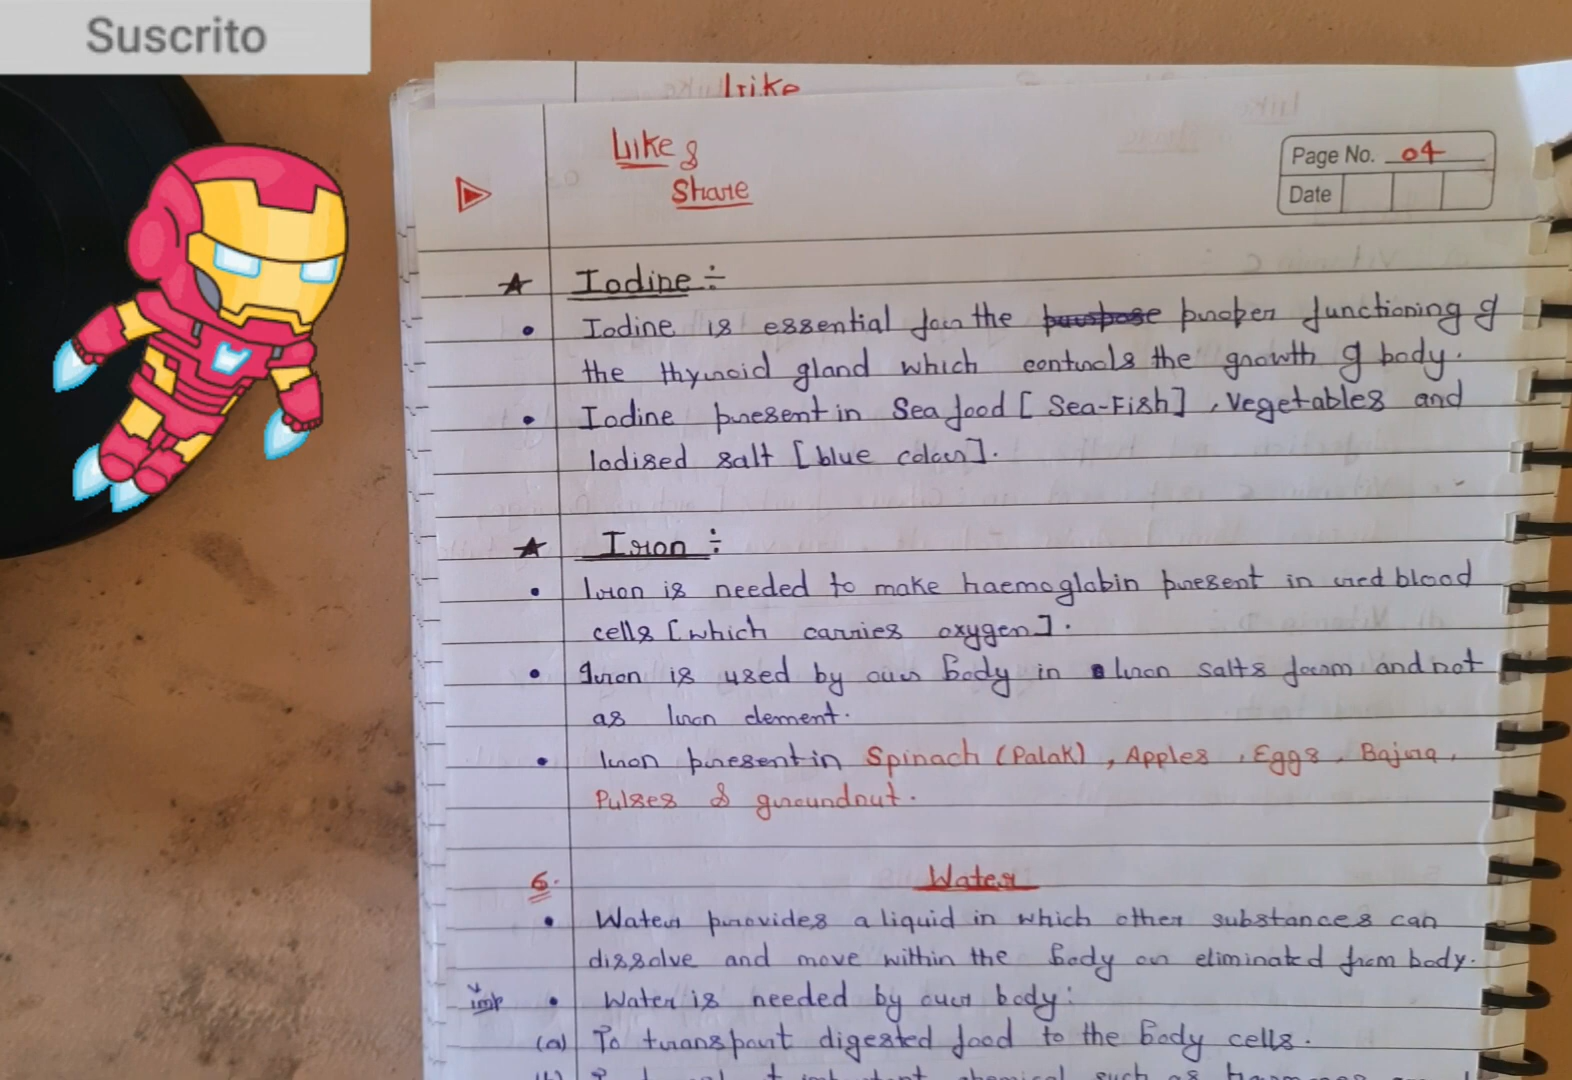 Suscrito
Like
Like &
Share
Page No. 04
Date
★ Iodine ÷
• Iodine is essential for the purpose proper functioning of
the thyroid gland which controls the growth of body.
• Iodine present in Sea food [ Sea-Fish] , Vegetables and
Iodised salt [blue colour].
★ Iron ÷
• Iron is needed to make haemoglobin present in red blood
cells [which carries oxygen].
• Iron is used by our body in Iron salts form and not
as Iron element.
• Iron present in Spinach (Palak) , Apples , Eggs , Bajra ,
Pulses & groundnut.
6. Water
• Water provides a liquid in which other substances can
dissolve and move within the body or eliminated from body.
imp • Water is needed by our body:
(a) To transport digested food to the body cells.